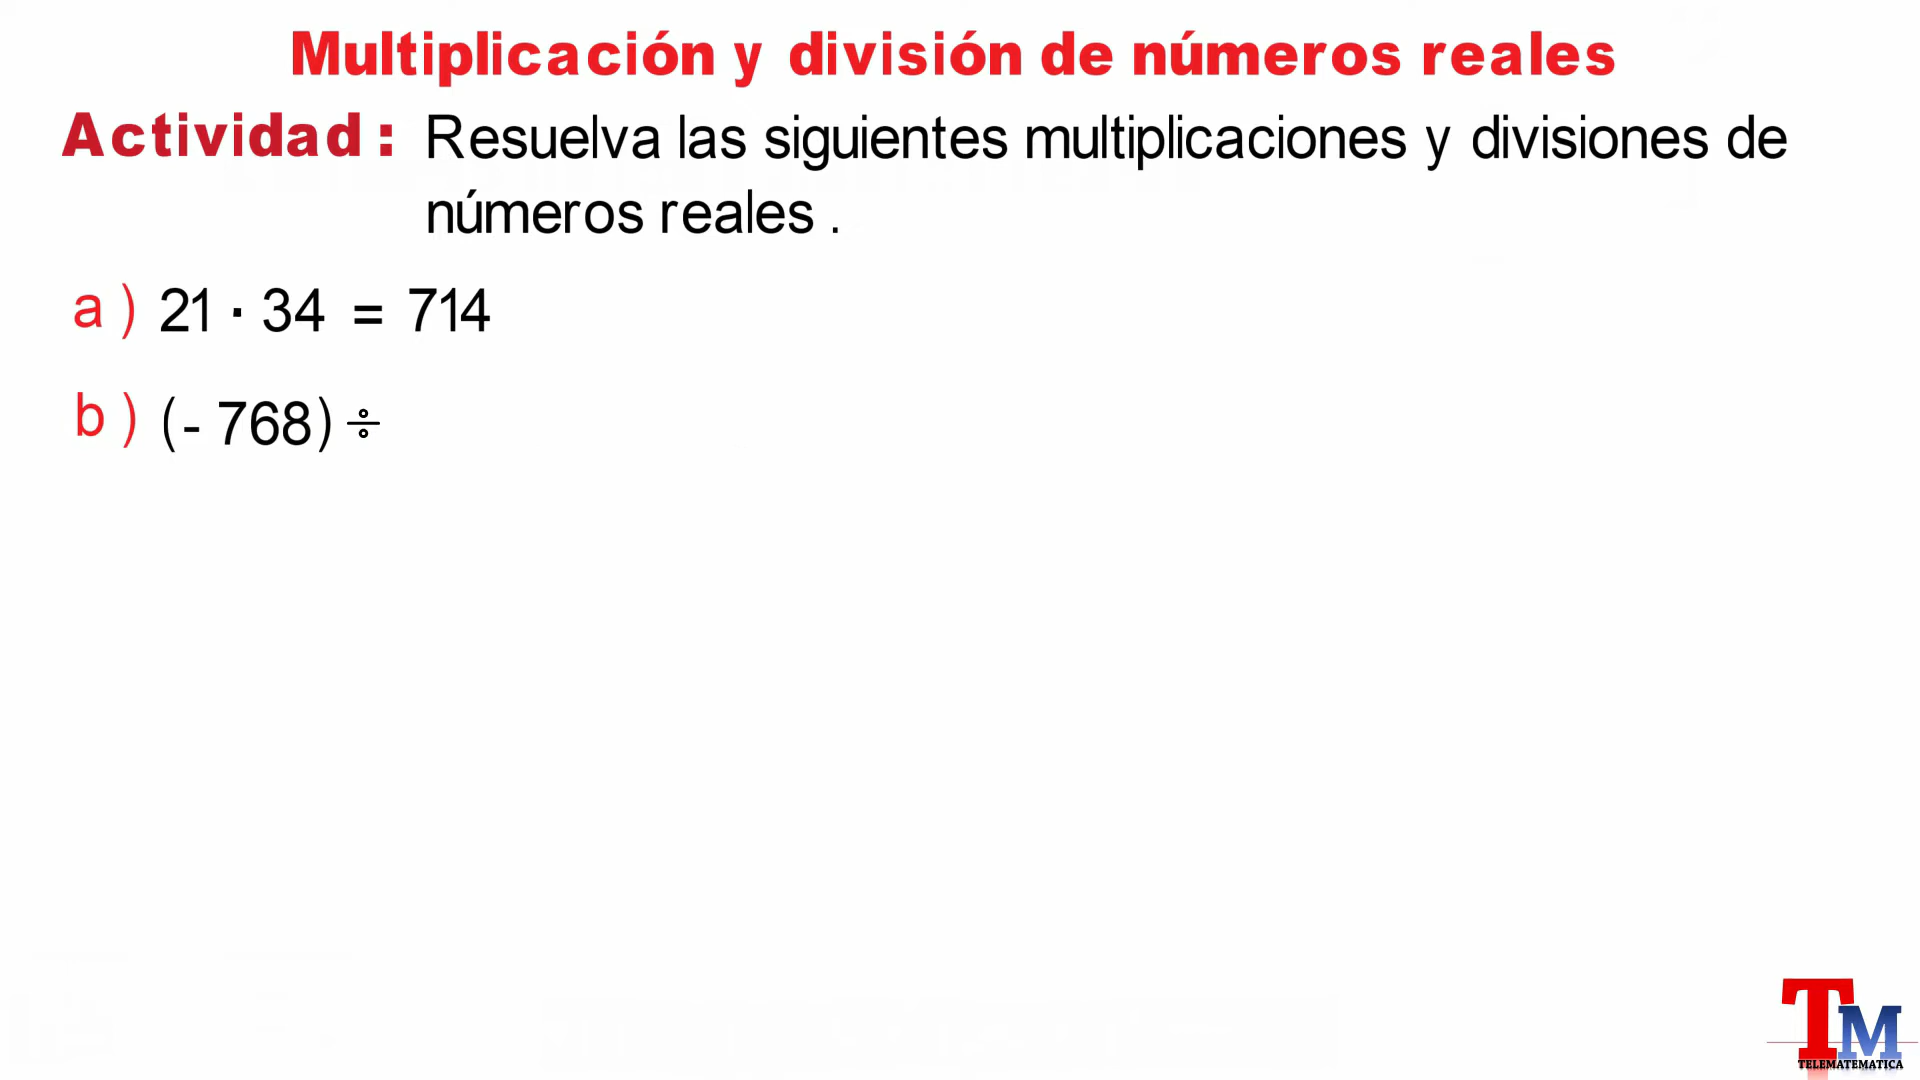 Multiplicación y división de números reales
Actividad : Resuelva las siguientes multiplicaciones y divisiones de
números reales .
a ) 21 · 34 = 714
b ) (- 768) ÷
TM
TELEMATEMATICA